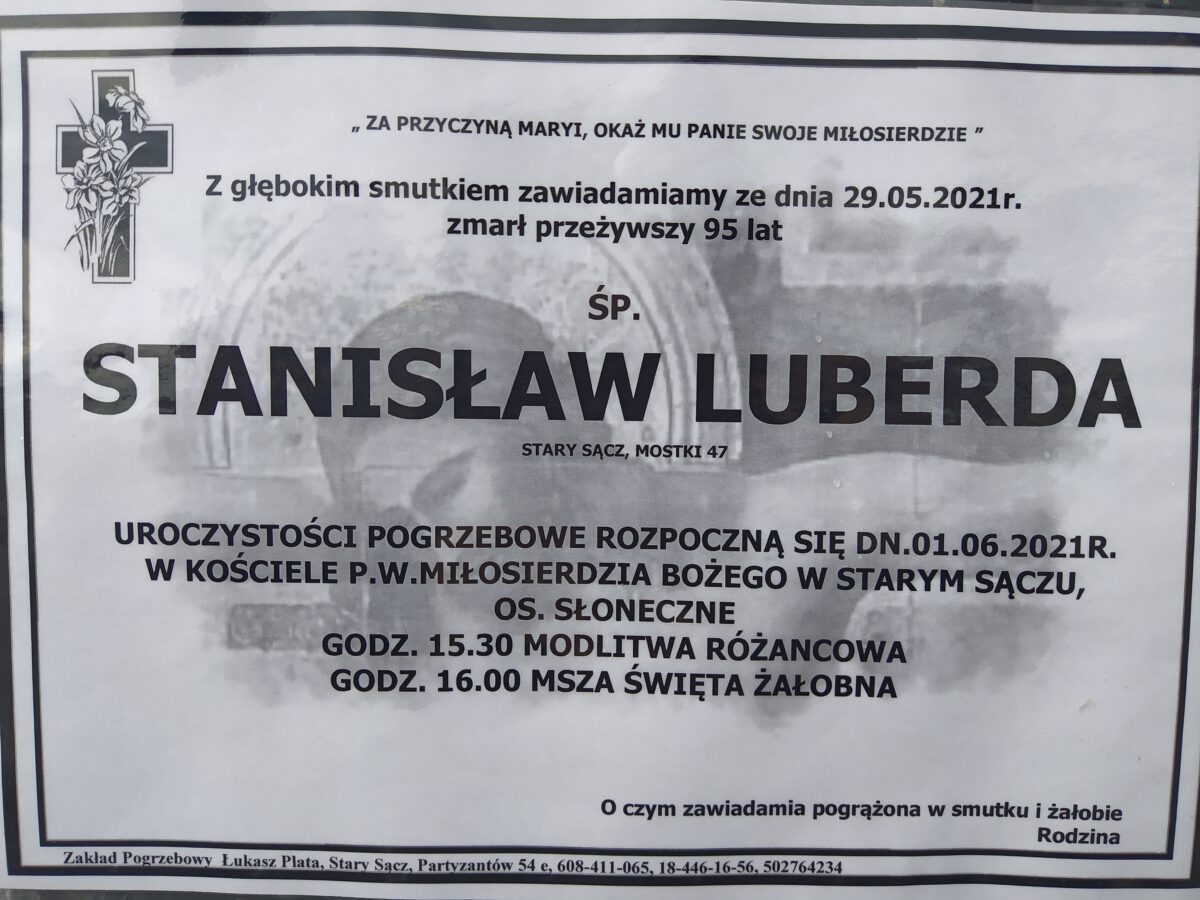 „ ZA PRZYCZYNĄ MARYI, OKAŻ MU PANIE SWOJE MIŁOSIERDZIE ”
Z głębokim smutkiem zawiadamiamy ze dnia 29.05.2021r.
zmarł przeżywszy 95 lat
ŚP.
STANISŁAW LUBERDA
STARY SĄCZ, MOSTKI 47
UROCZYSTOŚCI POGRZEBOWE ROZPOCZNĄ SIĘ DN.01.06.2021R.
W KOŚCIELE P.W.MIŁOSIERDZIA BOŻEGO W STARYM SĄCZU,
OS. SŁONECZNE
GODZ. 15.30 MODLITWA RÓŻANCOWA
GODZ. 16.00 MSZA ŚWIĘTA ŻAŁOBNA
O czym zawiadamia pogrążona w smutku i żałobie
Rodzina
Zakład Pogrzebowy Łukasz Plata, Stary Sącz, Partyzantów 54 e, 608-411-065, 18-446-16-56, 502764234